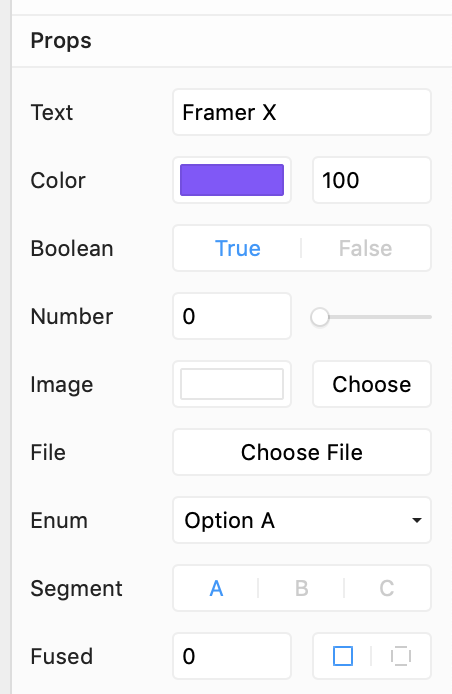 Props
Text Framer X
Color 100
Boolean True False
Number 0
Image Choose
File Choose File
Enum Option A
Segment A B C
Fused 0